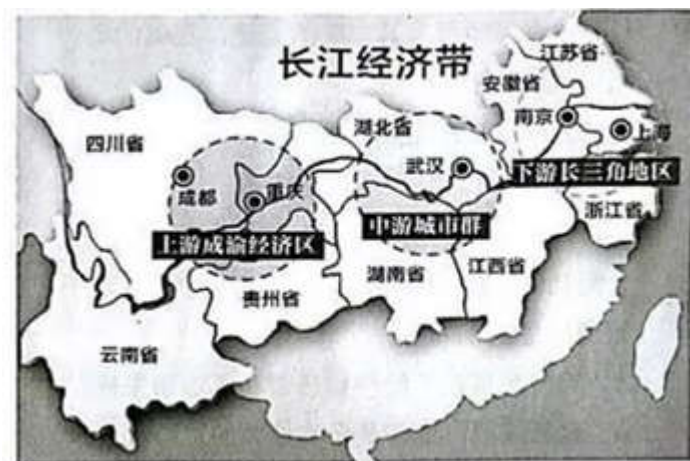 长江经济带
江苏省
安徽省
南京
上海
湖北省
四川省
武汉
下游长三角地区
成都
重庆
浙江省
中游城市群
上游成渝经济区
江西省
湖南省
贵州省
云南省